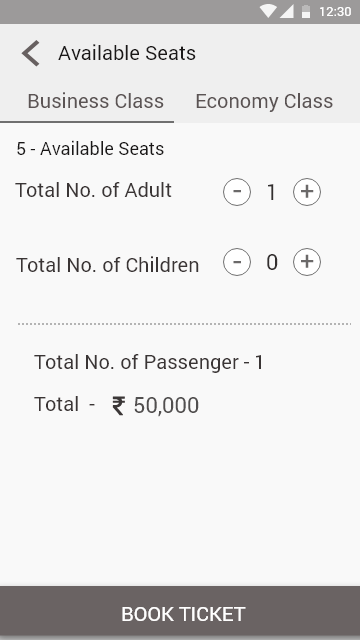 12:30
Available Seats
Business Class Economy Class
5 - Available Seats
Total No. of Adult - 1 +
Total No. of Children - 0 +
Total No. of Passenger - 1
Total - ₹ 50,000
BOOK TICKET